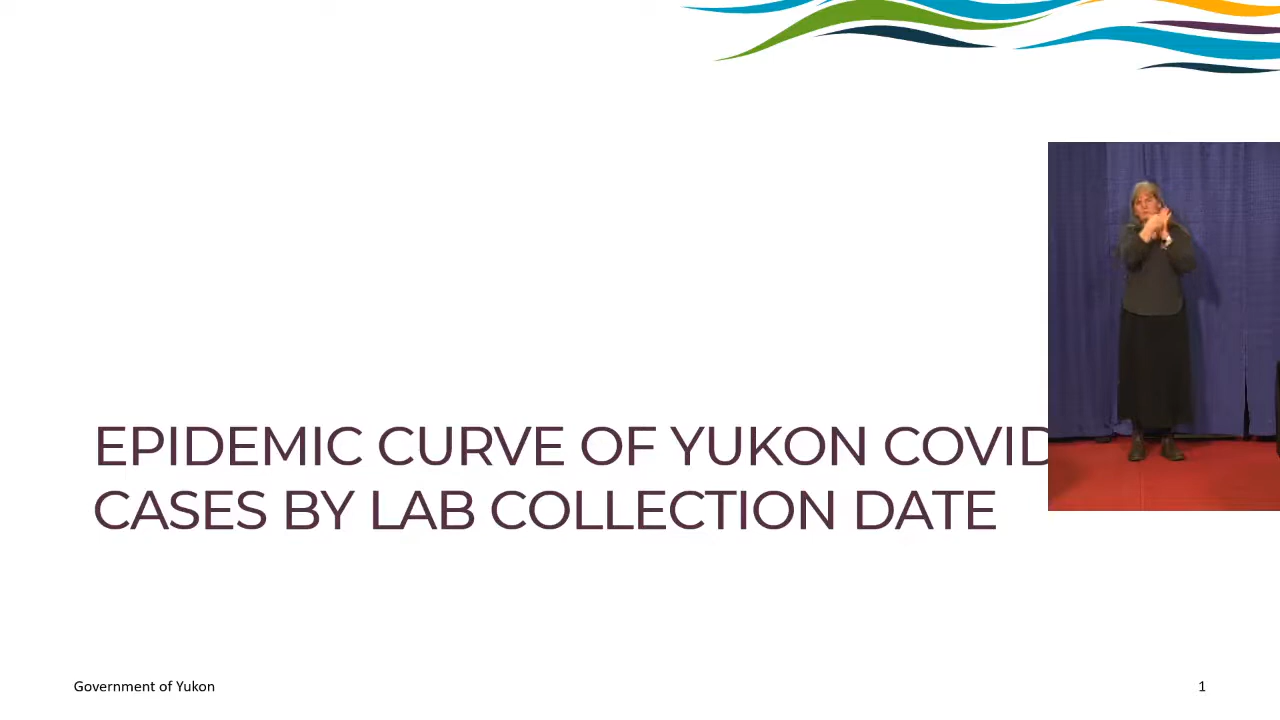 EPIDEMIC CURVE OF YUKON COVID
CASES BY LAB COLLECTION DATE
Government of Yukon
1